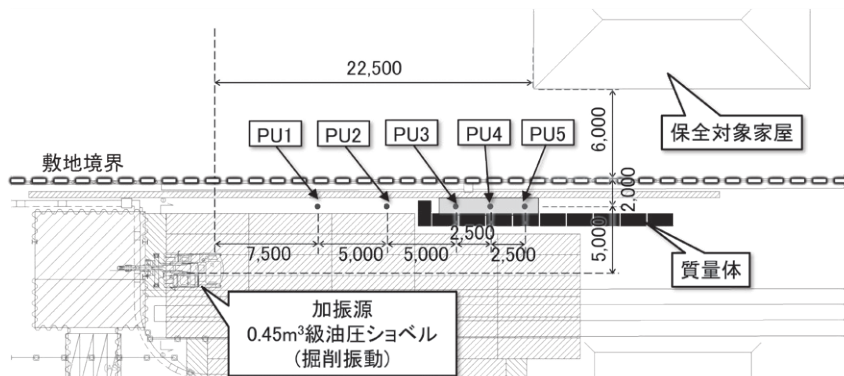 22,500
PU1
PU2
PU3
PU4
PU5
6,000
保全対象家屋
敷地境界
2,000
2,500
7,500
5,000
5,000
2,500
5,000
質量体
加振源
0.45m³級油圧ショベル
(掘削振動)